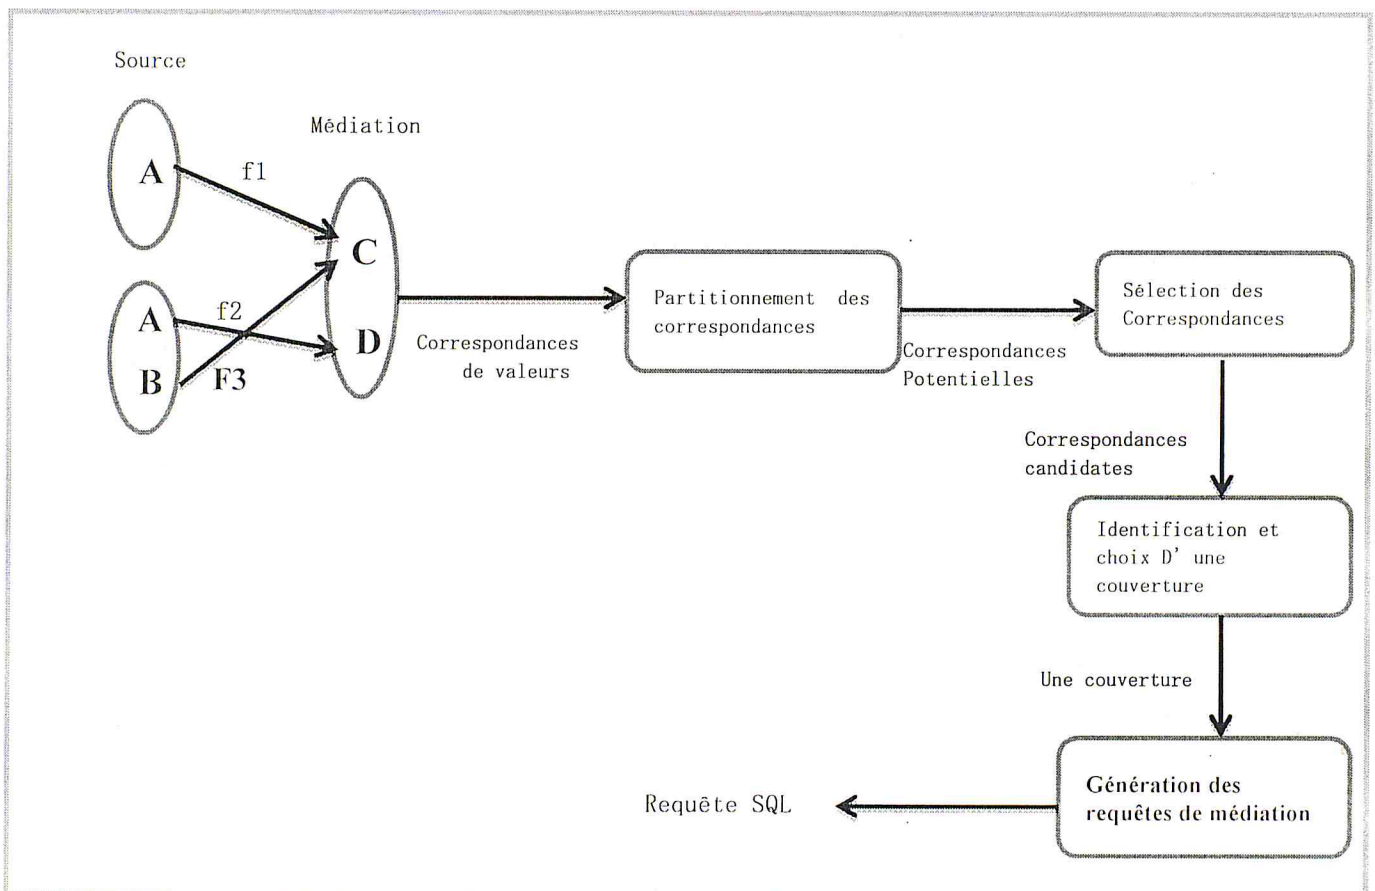 Source
Médiation
A
f1
C
A
f2
D
B
F3
Correspondances
de valeurs
Partitionnement des
correspondances
Correspondances
Potentielles
Sélection des
Correspondances
Correspondances
candidates
Identification et
choix D' une
couverture
Une couverture
Génération des
requêtes de médiation
Requête SQL